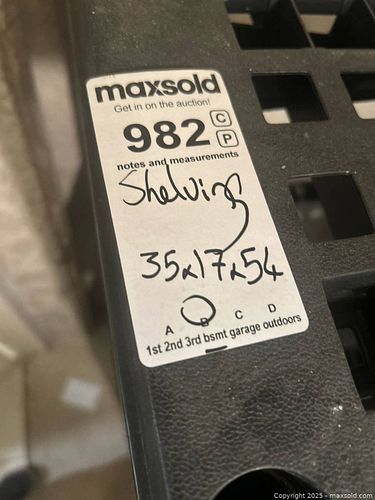 maxsold
Get in on the auction!
982 C
P
notes and measurements
Shelving
35x17x54
A B C D
1st 2nd 3rd bsmt garage outdoors
Copyright 2025 - maxsold.com